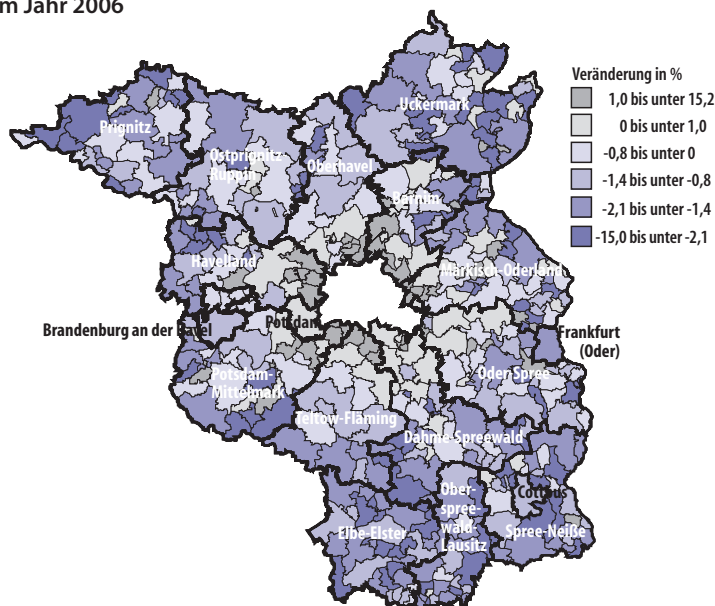 m Jahr 2006
Veränderung in %
1,0 bis unter 15,2
0 bis unter 1,0
-0,8 bis unter 0
-1,4 bis unter -0,8
-2,1 bis unter -1,4
-15,0 bis unter -2,1
Uckermark
Prignitz
Ostprignitz-
Ruppin
Oberhavel
Barnim
Havelland
Märkisch-Oderland
Potsdam
Brandenburg an der Havel
Frankfurt
(Oder)
Potsdam-
Mittelmark
Oder-Spree
Teltow-Fläming
Dahme-Spreewald
Ober-
spree-
wald-
Lausitz
Cottbus
Elbe-Elster
Spree-Neiße